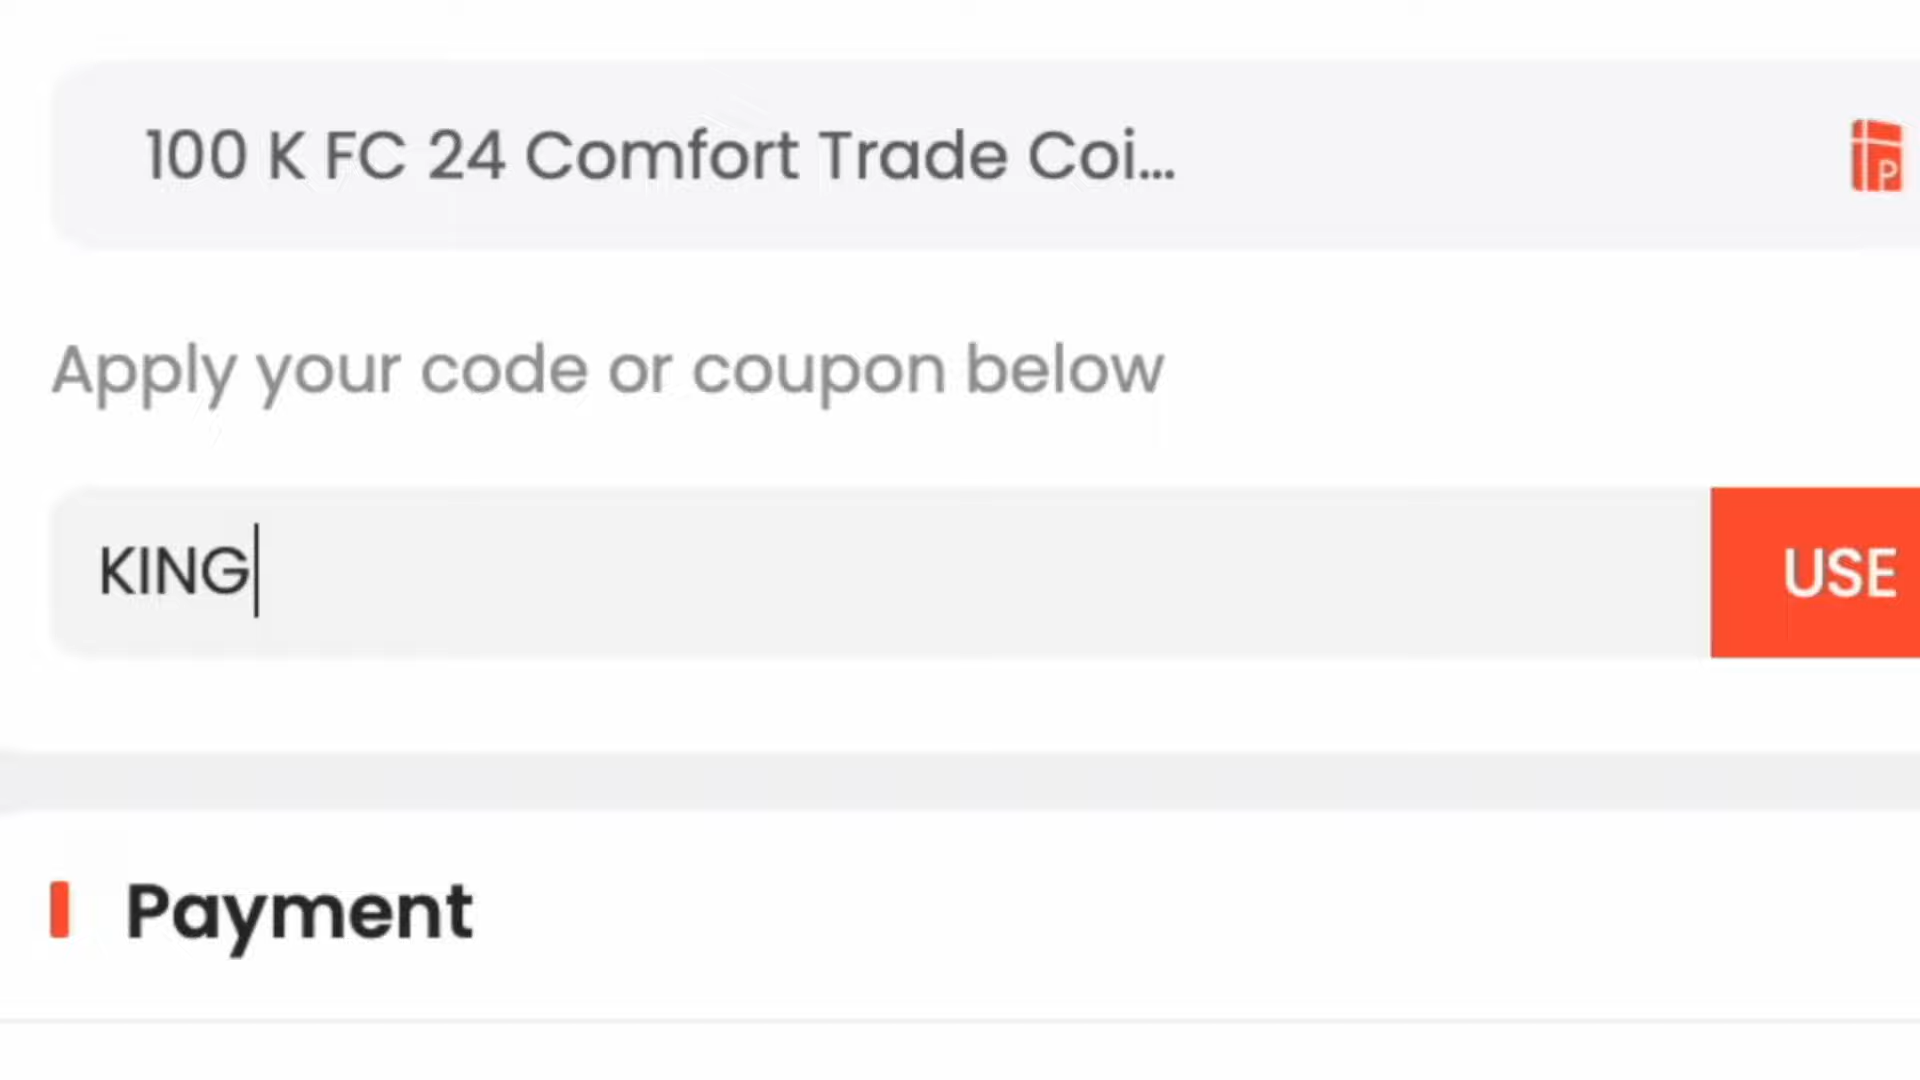 100 K FC 24 Comfort Trade Coi...
P
Apply your code or coupon below
KING
USE
Payment